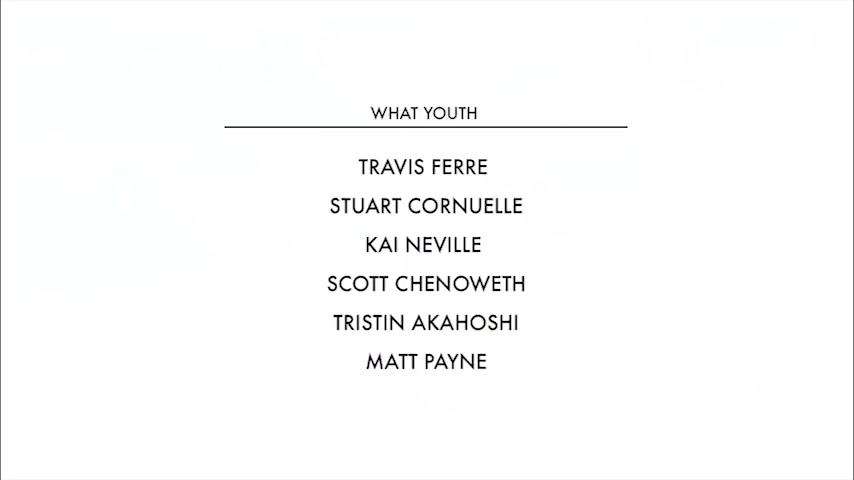 WHAT YOUTH
TRAVIS FERRE
STUART CORNUELLE
KAI NEVILLE
SCOTT CHENOWETH
TRISTIN AKAHOSHI
MATT PAYNE